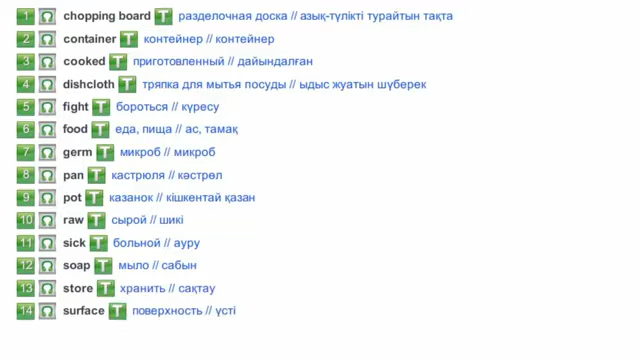 1 chopping board T разделочная доска // азық-түлікті турайтын тақта
2 container T контейнер // контейнер
3 cooked T приготовленный // дайындалған
4 dishcloth T тряпка для мытья посуды // ыдыс жуатын шүберек
5 fight T бороться // күресу
6 food T еда, пища // ас, тамақ
7 germ T микроб // микроб
8 pan T кастрюля // кәстрөл
9 pot T казанок // кішкентай қазан
10 raw T сырой // шикі
11 sick T больной // ауру
12 soap T мыло // сабын
13 store T хранить // сақтау
14 surface T поверхность // үсті